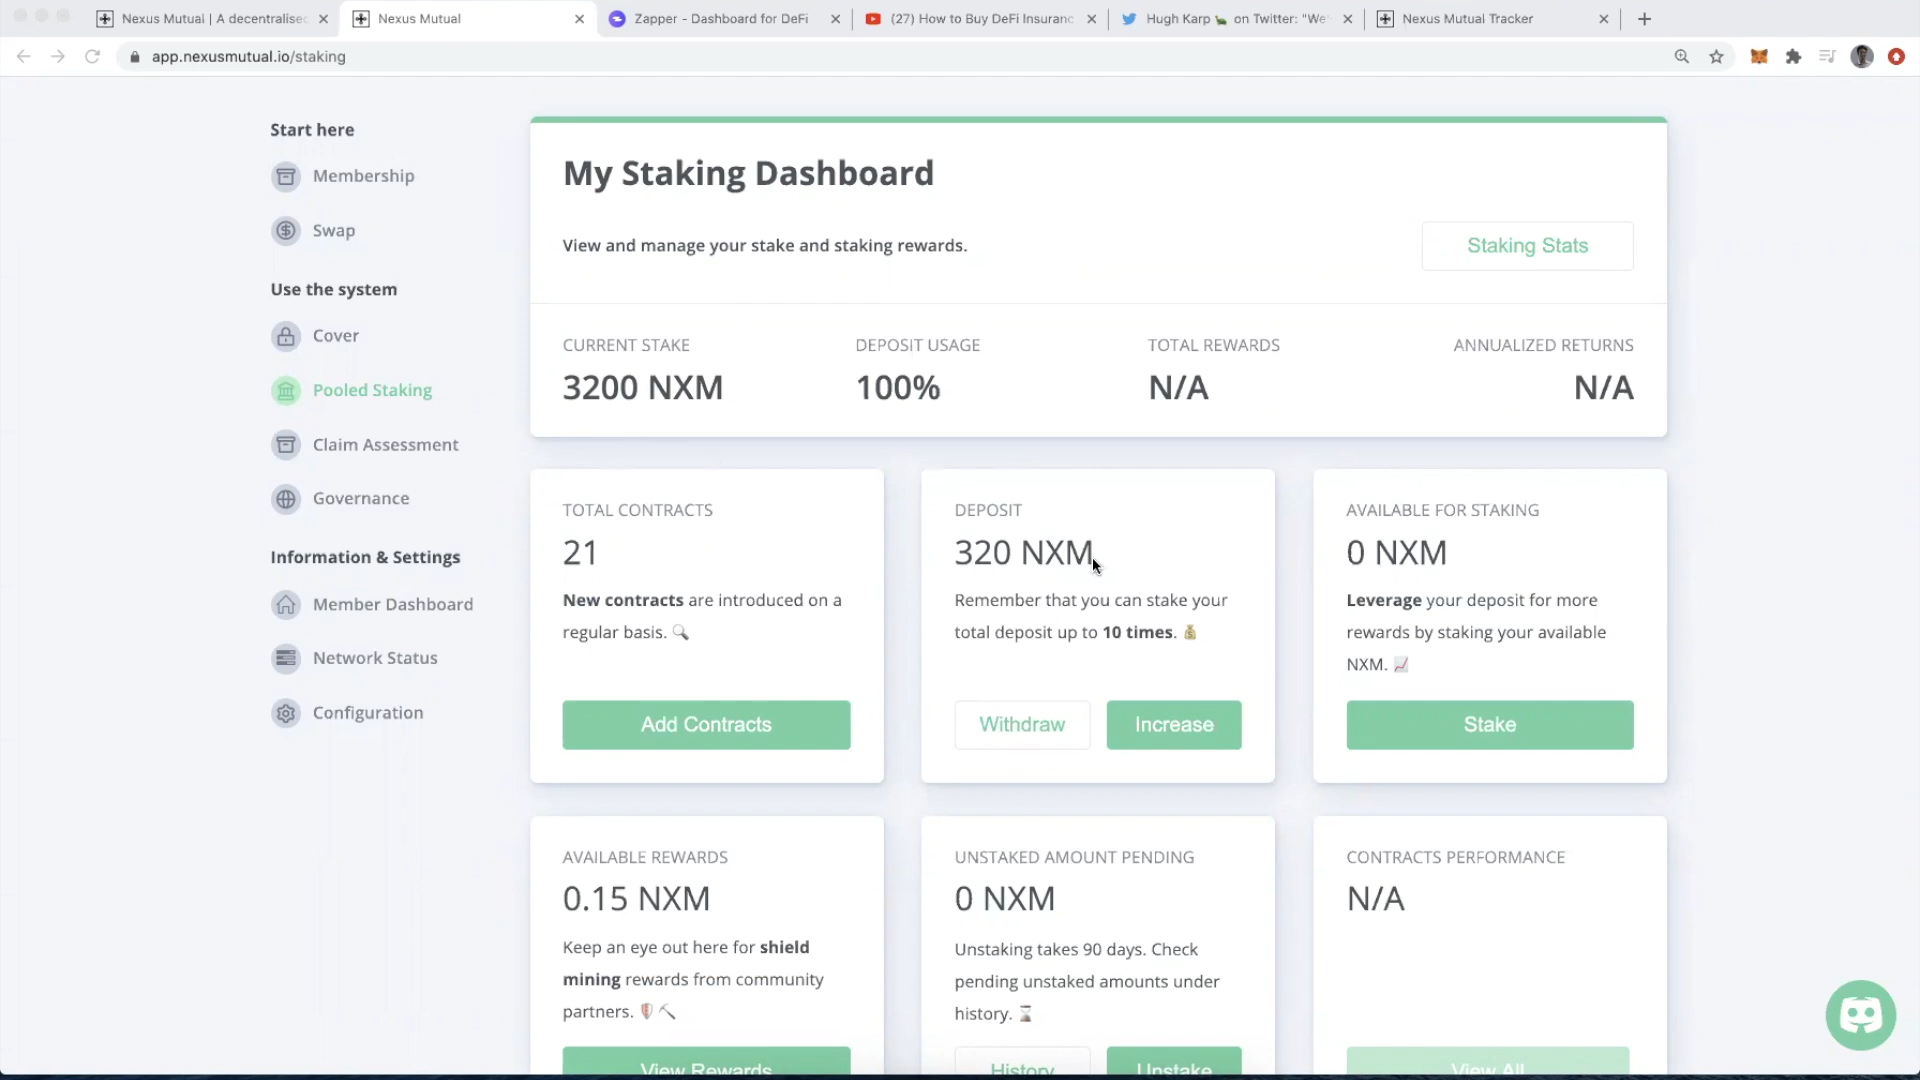 Nexus Mutual | A decentralised
Nexus Mutual
Zapper - Dashboard for DeFi
(27) How to Buy DeFi Insuranc
Hugh Karp 🐢 on Twitter: "We'
Nexus Mutual Tracker
app.nexusmutual.io/staking
Start here
Membership
Swap
Use the system
Cover
Pooled Staking
Claim Assessment
Governance
Information & Settings
Member Dashboard
Network Status
Configuration
My Staking Dashboard
View and manage your stake and staking rewards.
Staking Stats
CURRENT STAKE
3200 NXM
DEPOSIT USAGE
100%
TOTAL REWARDS
N/A
ANNUALIZED RETURNS
N/A
TOTAL CONTRACTS
21
New contracts are introduced on a
regular basis. 🔍
Add Contracts
DEPOSIT
320 NXM
Remember that you can stake your
total deposit up to 10 times. 💰
Withdraw
Increase
AVAILABLE FOR STAKING
0 NXM
Leverage your deposit for more
rewards by staking your available
NXM. 📈
Stake
AVAILABLE REWARDS
0.15 NXM
Keep an eye out here for shield
mining rewards from community
partners. 🛡️⛏️
View Rewards
UNSTAKED AMOUNT PENDING
0 NXM
Unstaking takes 90 days. Check
pending unstaked amounts under
history. ⌛
History
Unstake
CONTRACTS PERFORMANCE
N/A
View All